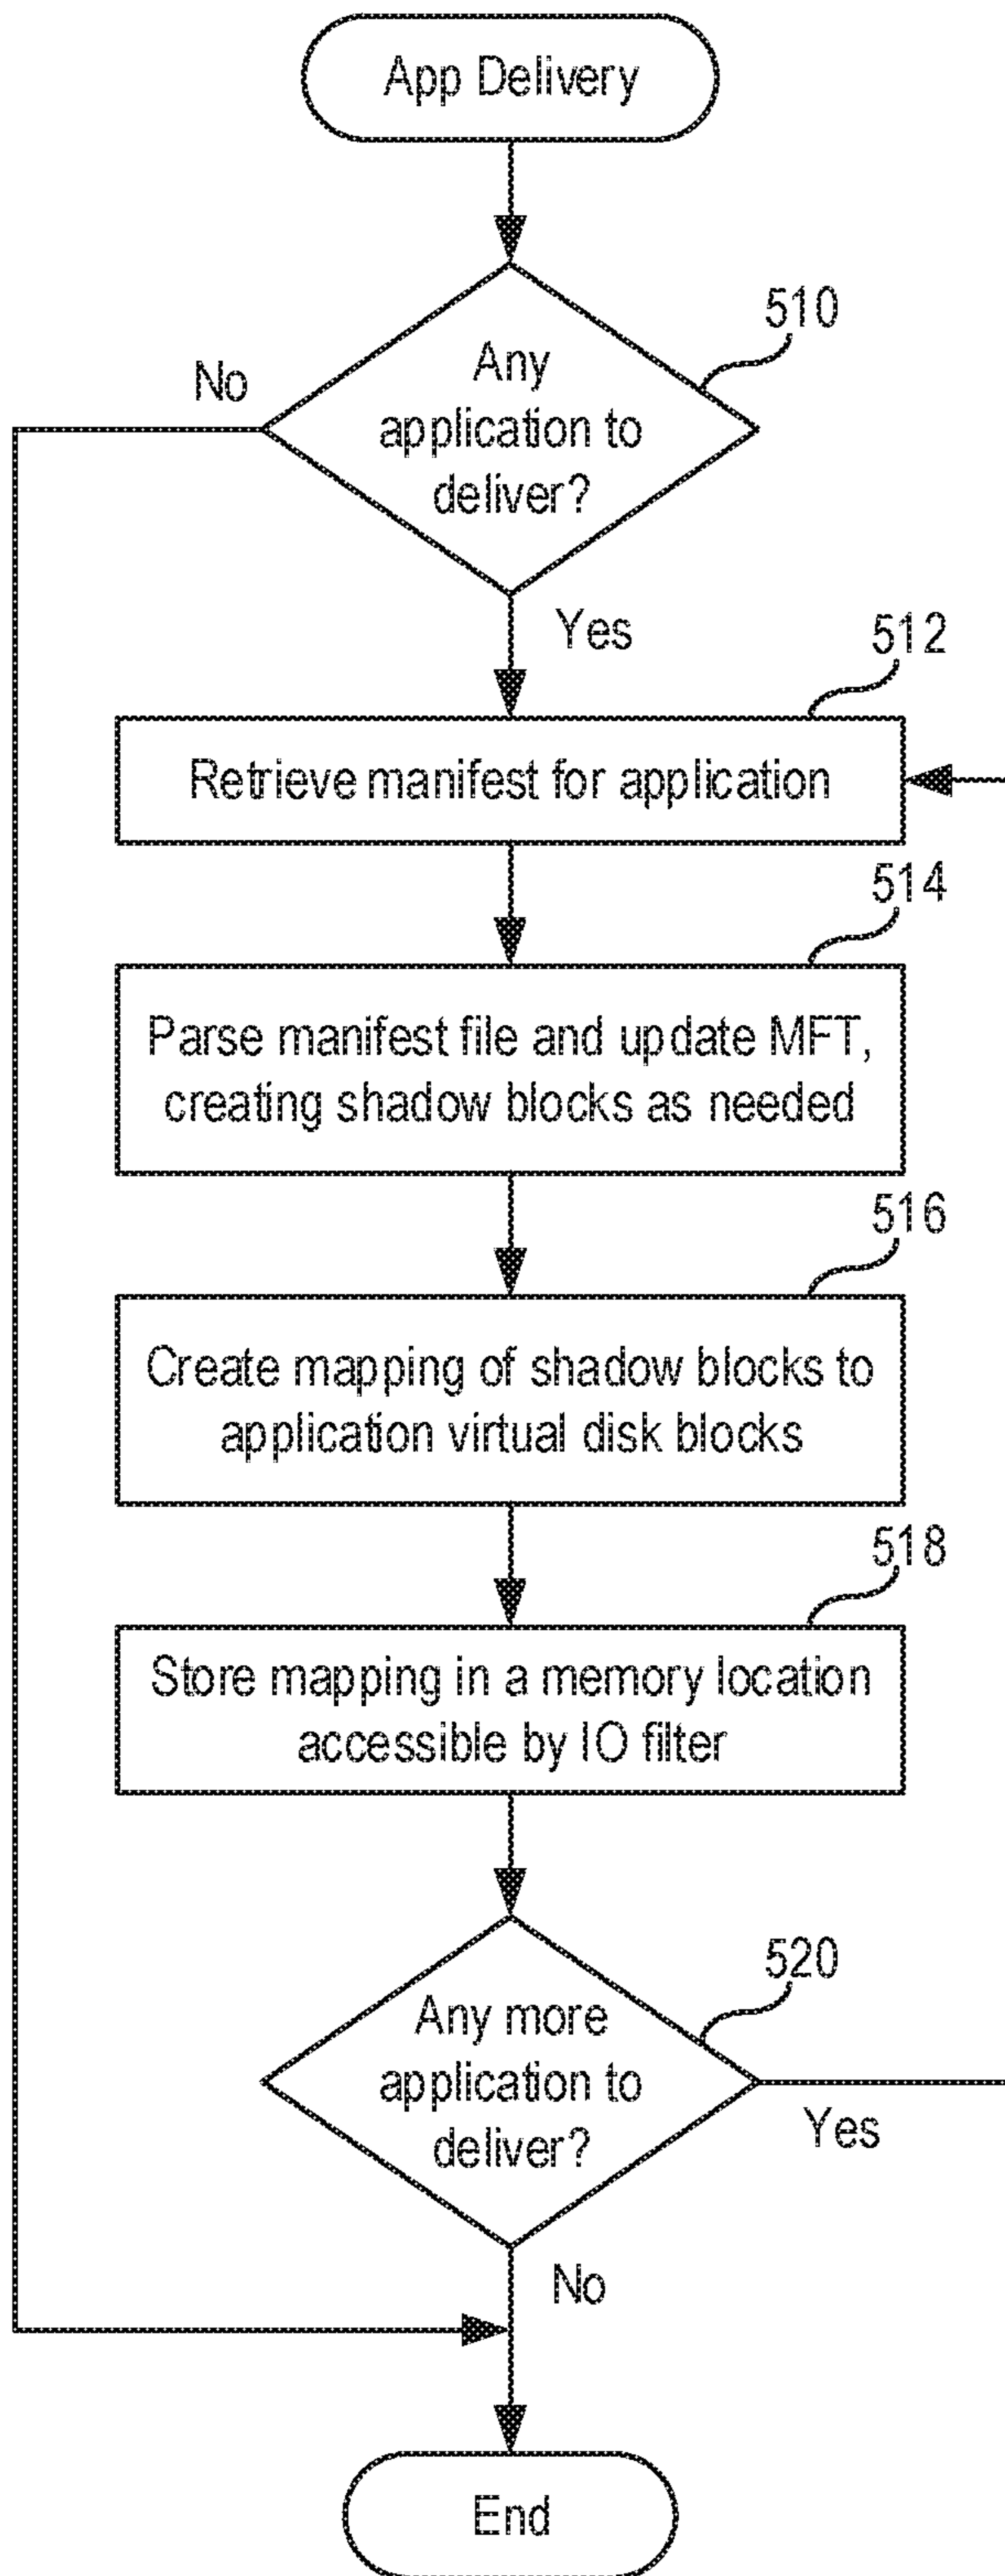 App Delivery
510
No
Any
application to
deliver?
Yes
512
Retrieve manifest for application
514
Parse manifest file and update MFT,
creating shadow blocks as needed
516
Create mapping of shadow blocks to
application virtual disk blocks
518
Store mapping in a memory location
accessible by IO filter
520
Any more
application to
deliver?
Yes
No
End